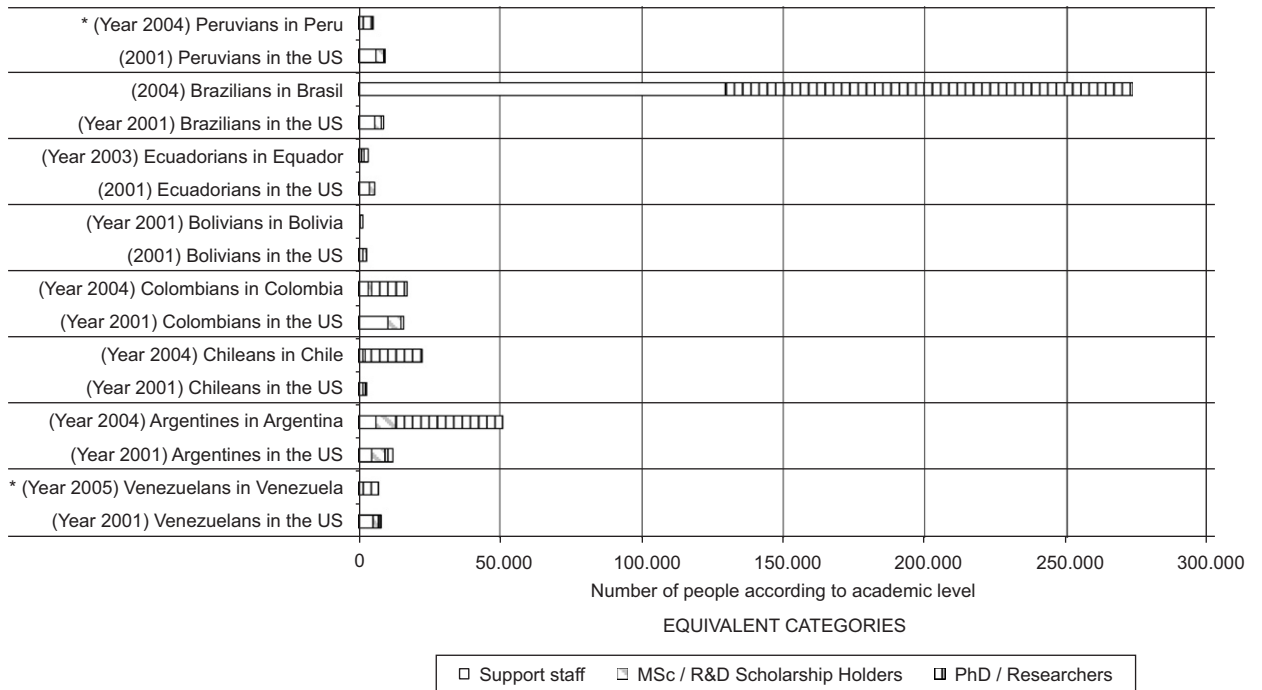 * (Year 2004) Peruvians in Peru
(2001) Peruvians in the US
(2004) Brazilians in Brasil
(Year 2001) Brazilians in the US
(Year 2003) Ecuadorians in Equador
(2001) Ecuadorians in the US
(Year 2001) Bolivians in Bolivia
(2001) Bolivians in the US
(Year 2004) Colombians in Colombia
(Year 2001) Colombians in the US
(Year 2004) Chileans in Chile
(Year 2001) Chileans in the US
(Year 2004) Argentines in Argentina
(Year 2001) Argentines in the US
* (Year 2005) Venezuelans in Venezuela
(Year 2001) Venezuelans in the US
0 50.000 100.000 150.000 200.000 250.000 300.000
Number of people according to academic level
EQUIVALENT CATEGORIES
Support staff MSc / R&D Scholarship Holders PhD / Researchers